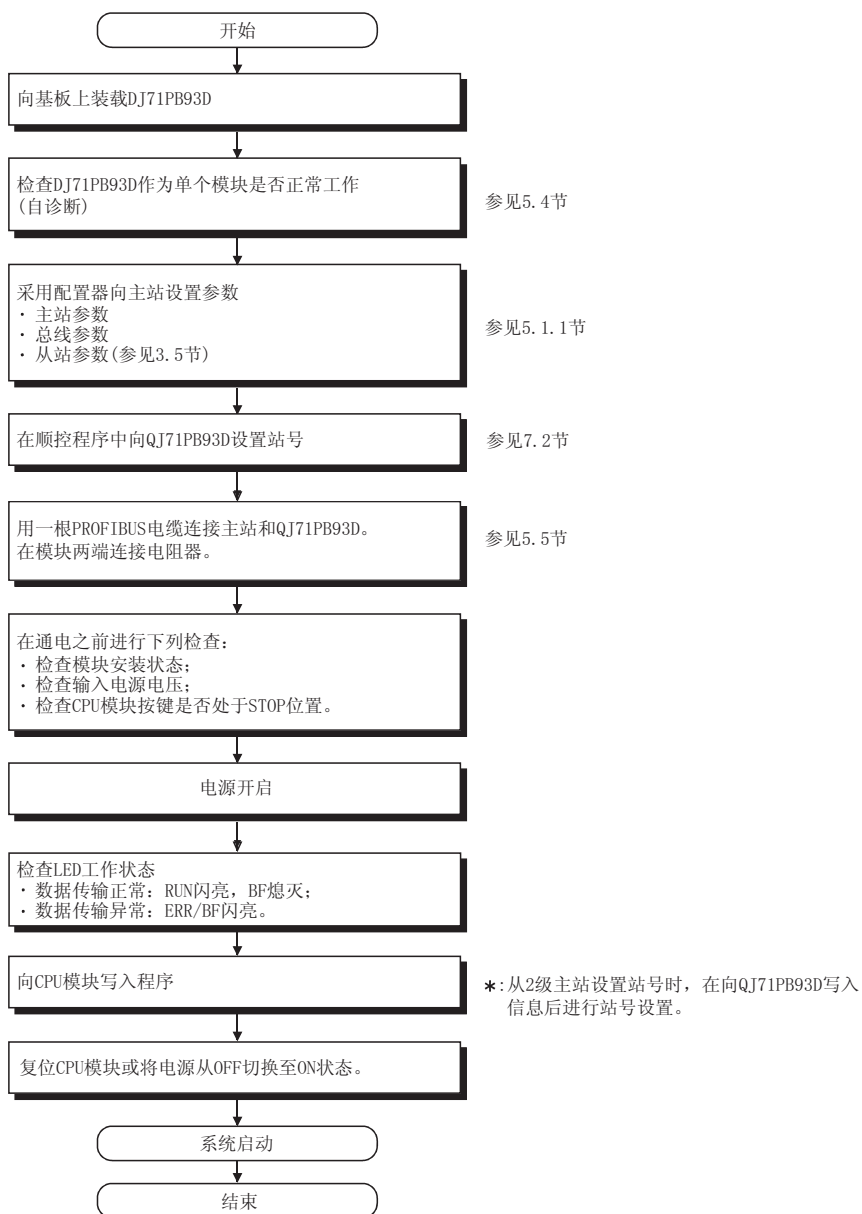 开始
向基板上装载DJ71PB93D
检查DJ71PB93D作为单个模块是否正常工作
(自诊断)
参见5.4节
采用配置器向主站设置参数
· 主站参数
· 总线参数
· 从站参数(参见3.5节)
参见5.1.1节
在顺控程序中向QJ71PB93D设置站号
参见7.2节
用一根PROFIBUS电缆连接主站和QJ71PB93D。
在模块两端连接电阻器。
参见5.5节
在通电之前进行下列检查:
· 检查模块安装状态;
· 检查输入电源电压;
· 检查CPU模块按键是否处于STOP位置。
电源开启
检查LED工作状态
· 数据传输正常: RUN闪亮, BF熄灭;
· 数据传输异常: ERR/BF闪亮。
向CPU模块写入程序
*:从2级主站设置站号时, 在向QJ71PB93D写入
信息后进行站号设置。
复位CPU模块或将电源从OFF切换至ON状态。
系统启动
结束